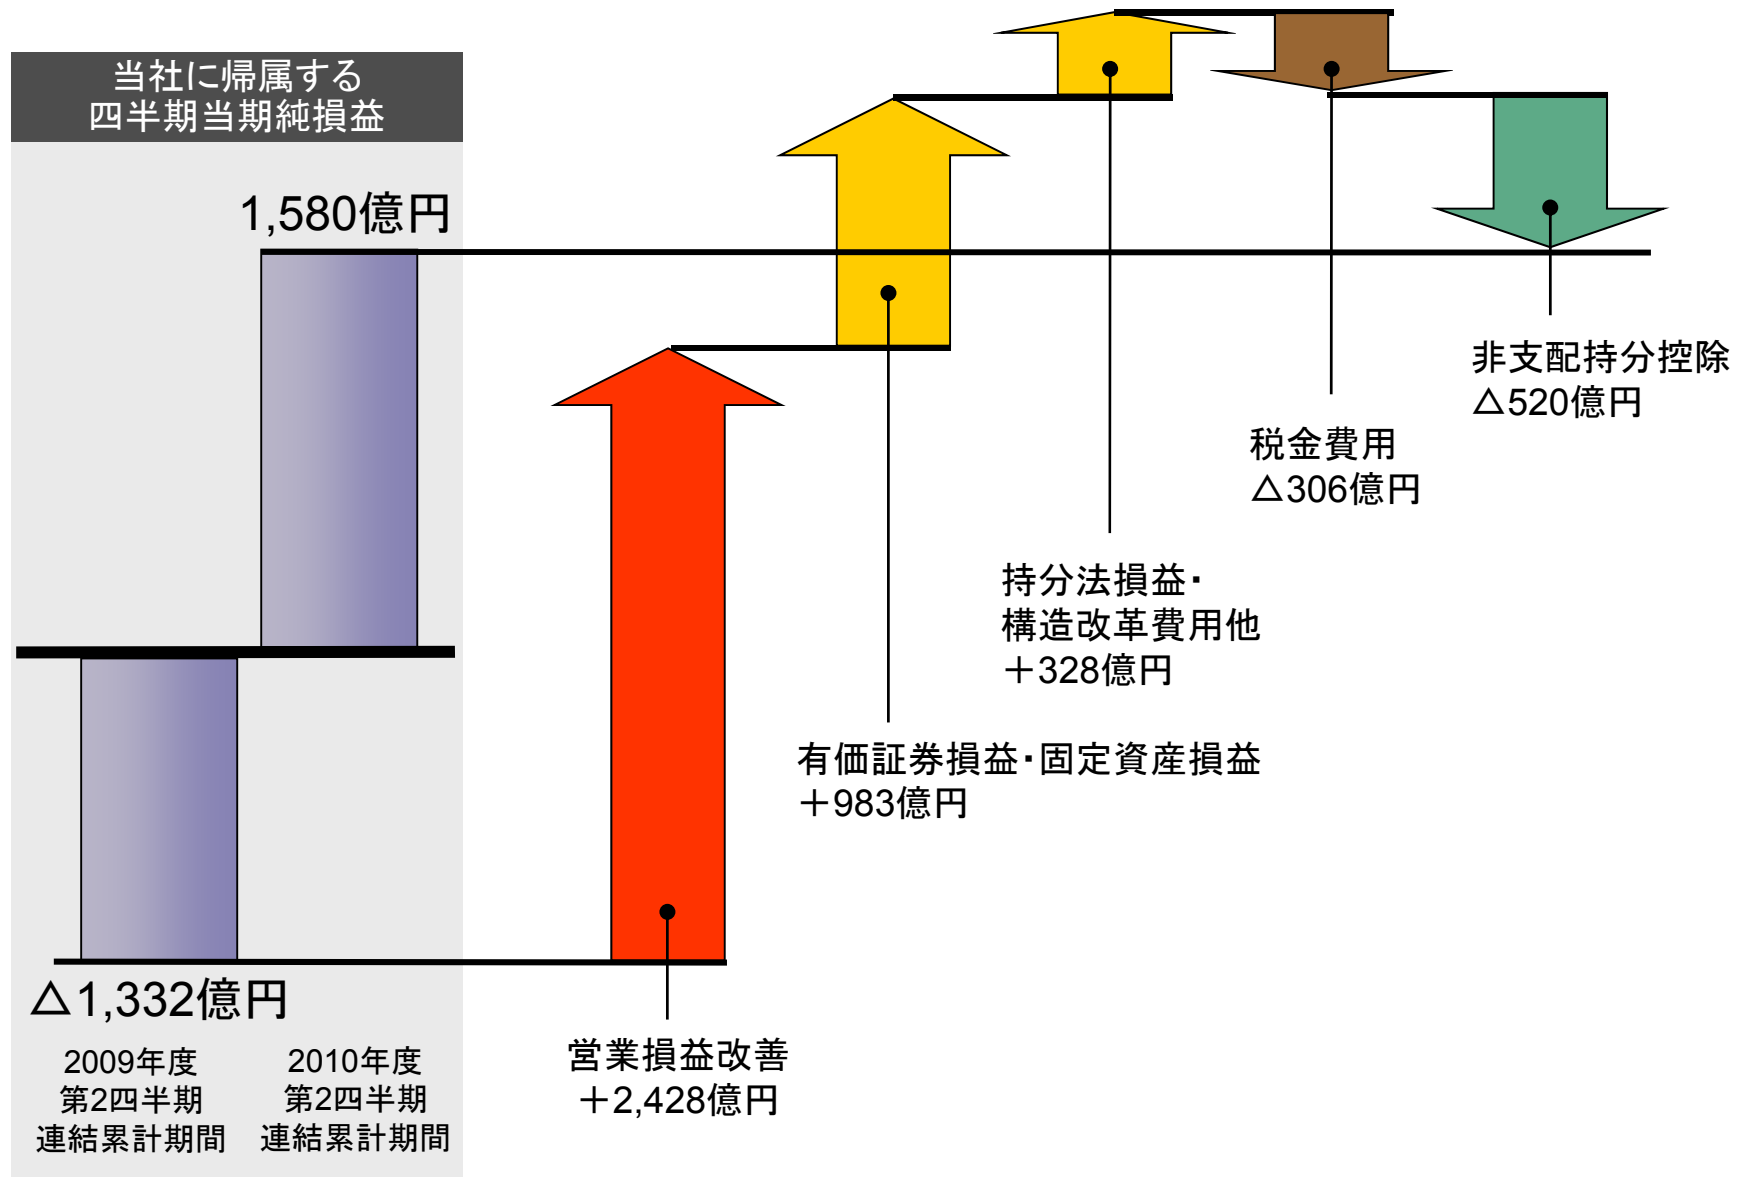 当社に帰属する
四半期当期純損益
1,580億円
△1,332億円
2009年度
第2四半期
連結累計期間
2010年度
第2四半期
連結累計期間
営業損益改善
＋2,428億円
有価証券損益・固定資産損益
＋983億円
持分法損益・
構造改革費用他
＋328億円
税金費用
△306億円
非支配持分控除
△520億円